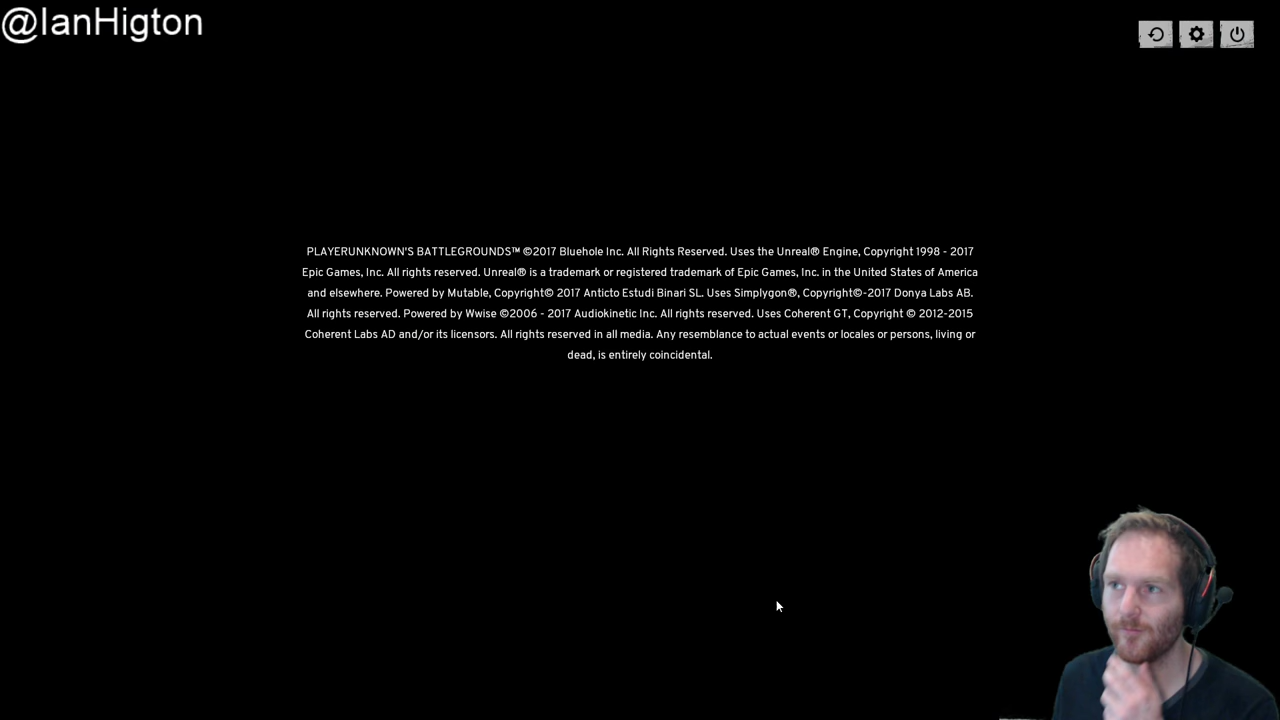 @IanHigton
PLAYERUNKNOWN'S BATTLEGROUNDS™ ©2017 Bluehole Inc. All Rights Reserved. Uses the Unreal® Engine, Copyright 1998 - 2017
Epic Games, Inc. All rights reserved. Unreal® is a trademark or registered trademark of Epic Games, Inc. in the United States of America
and elsewhere. Powered by Mutable, Copyright© 2017 Anticto Estudi Binari SL. Uses Simplygon®, Copyright©-2017 Donya Labs AB.
All rights reserved. Powered by Wwise ©2006 - 2017 Audiokinetic Inc. All rights reserved. Uses Coherent GT, Copyright © 2012-2015
Coherent Labs AD and/or its licensors. All rights reserved in all media. Any resemblance to actual events or locales or persons, living or
dead, is entirely coincidental.